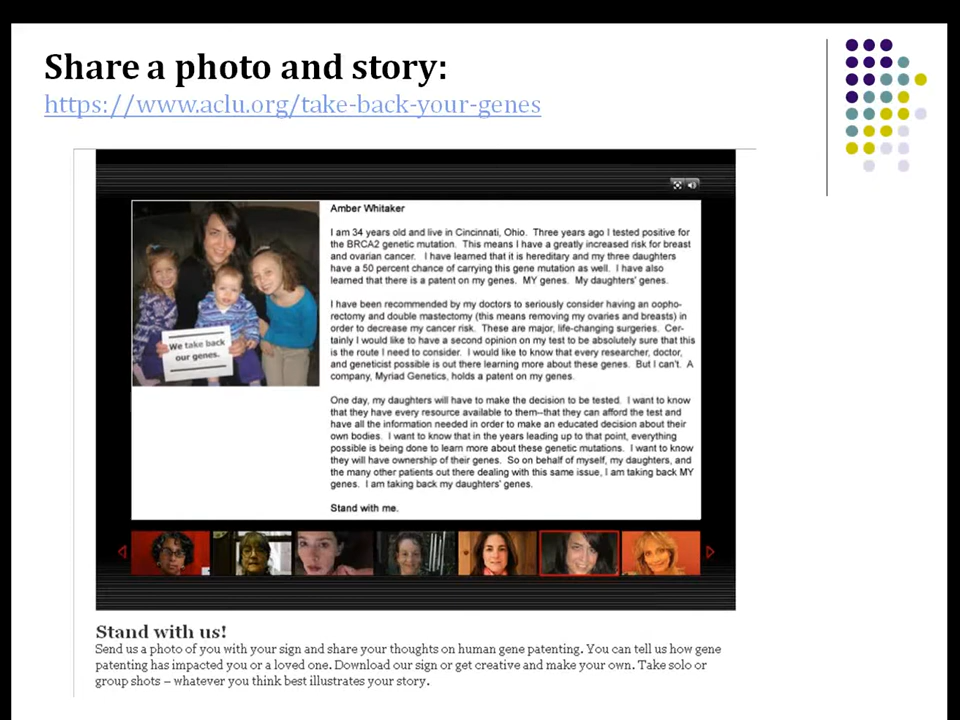 Share a photo and story:
https://www.aclu.org/take-back-your-genes
Amber Whitaker
I am 34 years old and live in Cincinnati, Ohio. Three years ago I tested positive for
the BRCA2 genetic mutation. This means I have a greatly increased risk for breast
and ovarian cancer. I have learned that it is hereditary and my three daughters
have a 50 percent chance of carrying this gene mutation as well. I have also
learned that there is a patent on my genes. MY genes. My daughters' genes.
I have been recommended by my doctors to seriously consider having an oopho-
rectomy and double mastectomy (this means removing my ovaries and breasts) in
order to decrease my cancer risk. These are major, life-changing surgeries. Cer-
tainly I would like to have a second opinion on my test to be absolutely sure that this
is the route I need to consider. I would like to know that every researcher, doctor,
and geneticist possible is out there learning more about these genes. But I can't. A
company, Myriad Genetics, holds a patent on my genes.
One day, my daughters will have to make the decision to be tested. I want to know
that they have every resource available to them--that they can afford the test and
have all the information needed in order to make an educated decision about their
own bodies. I want to know that in the years leading up to that point, everything
possible is being done to learn more about these genetic mutations. I want to know
they will have ownership of their genes. So on behalf of myself, my daughters, and
the many other patients out there dealing with this same issue, I am taking back MY
genes. I am taking back my daughters' genes.
Stand with me.
We take back
our genes.
Stand with us!
Send us a photo of you with your sign and share your thoughts on human gene patenting. You can tell us how gene
patenting has impacted you or a loved one. Download our sign or get creative and make your own. Take solo or
group shots – whatever you think best illustrates your story.